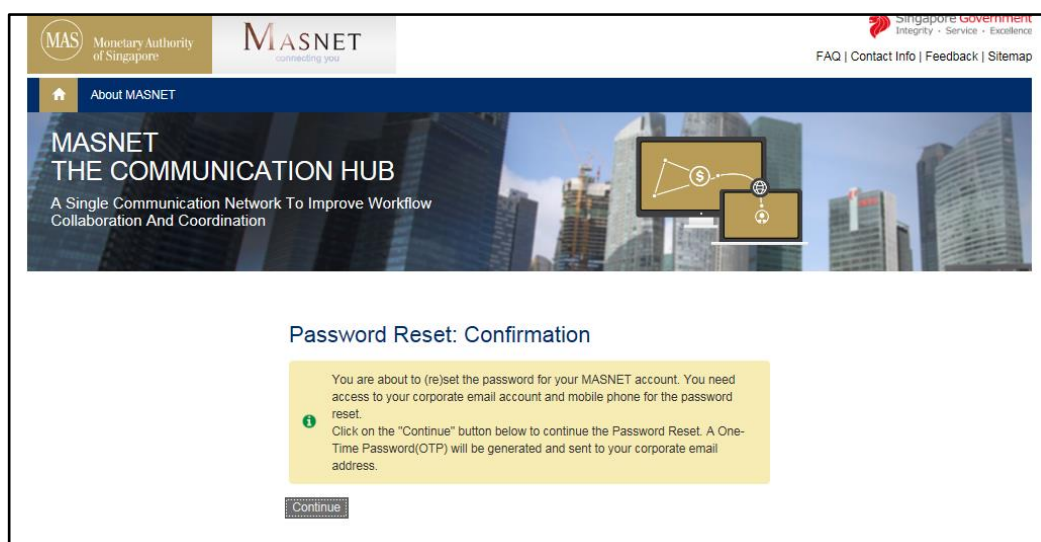 MAS
Monetary Authority
of Singapore
MASNET
connecting you
Singapore Government
Integrity · Service · Excellence
FAQ | Contact Info | Feedback | Sitemap
About MASNET
MASNET
THE COMMUNICATION HUB
A Single Communication Network To Improve Workflow
Collaboration And Coordination
$
Password Reset: Confirmation
You are about to (re)set the password for your MASNET account. You need
access to your corporate email account and mobile phone for the password
reset.
Click on the "Continue" button below to continue the Password Reset. A One-
Time Password(OTP) will be generated and sent to your corporate email
address.
Continue